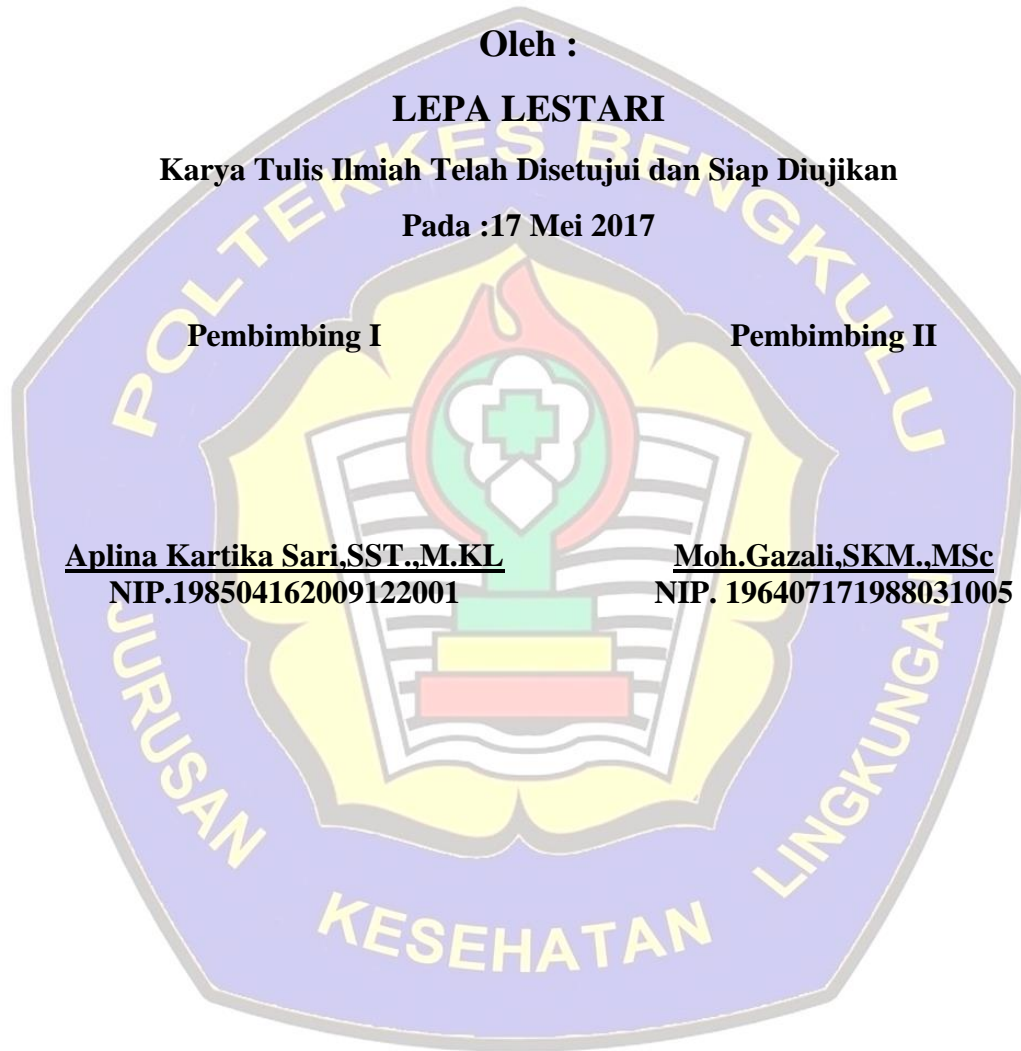 Oleh :
LEPA LESTARI
Karya Tulis Ilmiah Telah Disetujui dan Siap Diujikan
Pada :17 Mei 2017
Pembimbing I
Pembimbing II
Aplina Kartika Sari,SST.,M.KL
NIP.198504162009122001
Moh.Gazali,SKM.,MSc
NIP. 196407171988031005
POLTEKKES BENGKULU
JURUSAN KESEHATAN LINGKUNGAN